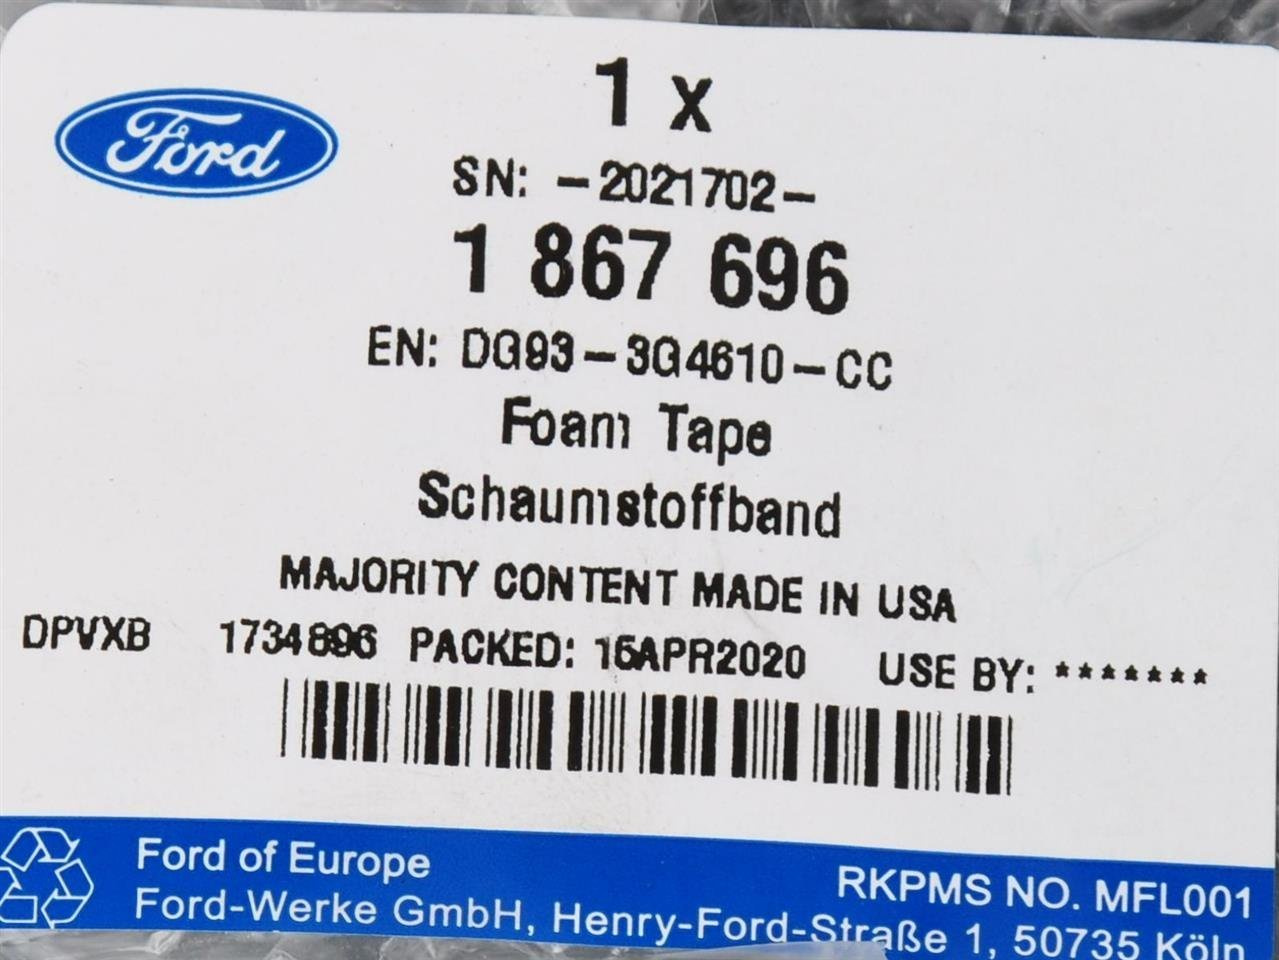 Ford
1 x
SN: -2021702-
1 867 696
EN: DG93-3G4610-CC
Foam Tape
Schaumstoffband
MAJORITY CONTENT MADE IN USA
DPVXB PACKED: 15APR2020 USE BY: *******
Ford of Europe
RKPMS NO. MFL001
Ford-Werke GmbH, Henry-Ford-Straße 1, 50735 Köln